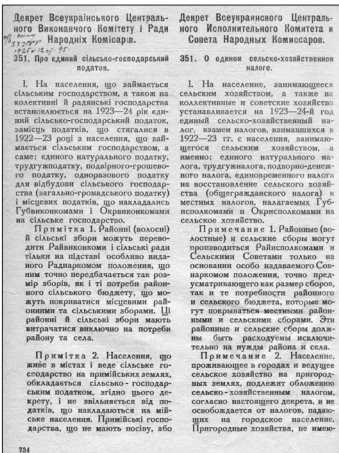 Декрет Всеукраїнського Централь-
ного Виконавчого Комітету і Ради
Народніх Комісарів.
351. Про єдиний сільсько-господарський
податок.
I. На населення, що займається
сільським господарством, а також на
колективні й радянські господарства
встановлюється на 1923—24 рік єди-
ний сільсько-господарський податок,
замісць податків, що стягалися в
1922—23 році з населення, що зай-
мається сільським господарством, а
саме: єдиного натурального податку,
трудгужподатку, подвірного-грошево-
го податку, одноразового податку
для відбудови сільського господар-
ства (загально-громадського податку)
і місцевих податків, що накладались
Губвиконкомами і Окрвиконкомами
на сільське господарство.
Примітка 1. Районні (волосні)
й сільські збори можуть перево-
дити Райвиконкоми і сільські ради
тільки на підставі особливо вида-
ного Раднаркомом положення, що
ним точно передбачається так роз-
мір зборів, як і ті потреби район-
ного сільського бюджету, що мо-
жуть покриватися місцевими рай-
онними та сільськими зборами. Ці
районні й сільські збори мають
витрачатися виключно на потреби
району та села.
Примітка 2. Населення, що
живе в містах і веде сільське го-
сподарство на приміських землях,
обкладається сільсько-господар-
ським податком, згідно цього де-
крету, і не звільняється від по-
датків, що накладаються на мій-
ське населення. Приміські госпо-
дарства, що не мають посіву, або
734
Декрет Всеукраинского Централь-
ного Исполнительного Комитета и
Совета Народных Комиссаров.
351. О едином сельско-хозяйственном
налоге.
I. На население, занимающееся
сельским хозяйством, а также на
коллективные и советские хозяйства
устанавливается на 1923—24-й год
единый сельско-хозяйственный на-
лог, взамен налогов, взимавшихся в
1922—23 гг. с населения, занимаю-
щегося сельским хозяйством, а
именно: единого натурального на-
лога, трудгужналога, подворно-денеж-
ного налога, единовременного налога
на восстановление сельского хозяй-
ства (общегражданского налога) и
местных налогов, налагаемых Губ-
исполкомами и Окрисполкомами на
сельское хозяйство.
Примечание 1. Районные (во-
лостные) и сельские сборы могут
производиться Райисполкомами и
Сельскими Советами только на
основании особо издаваемого Сов-
наркомом положения, точно пред-
усматривающего как размер сборов,
так и те потребности районного
и сельского бюджета, которые мо-
гут покрываться местными район-
ными и сельскими сборами. Эти
районные и сельские сборы долж-
ны быть расходуемы исключи-
тельно на нужды района и села.
Примечание 2. Население,
проживающее в городах и ведущее
сельское хозяйство на пригород-
ных землях, подлежит обложению
сельско-хозяйственным налогом,
согласно настоящего декрета, и не
освобождается от налогов, падаю-
щих на городское население.
Пригородные хозяйства, не имею-